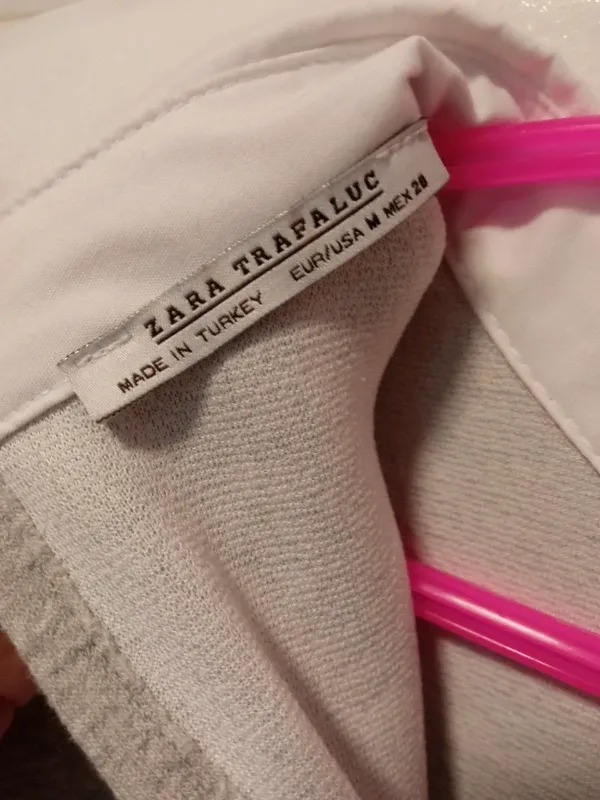 ZARA TRAFALUC
MADE IN TURKEY EUR/USA M MEX 28